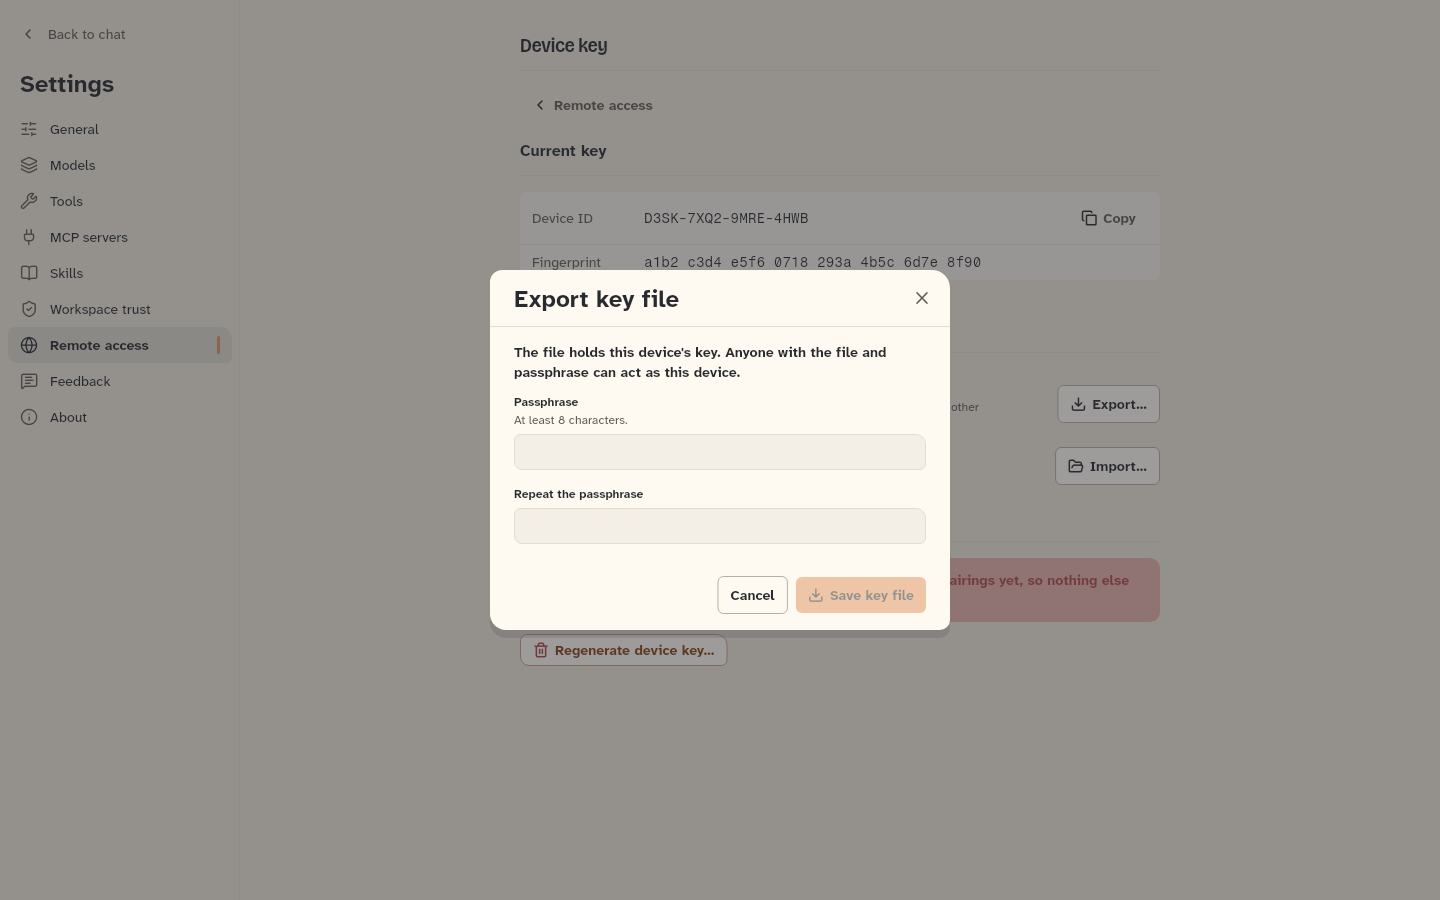 Back to chat
Settings
General
Models
Tools
MCP servers
Skills
Workspace trust
Remote access
Feedback
About
Device key
Remote access
Current key
Device ID D3SK-7XQ2-9MRE-4HWB Copy
Fingerprint a1b2 c3d4 e5f6 0718 293a 4b5c 6d7e 8f90
Export key file
The file holds this device's key. Anyone with the file and
passphrase can act as this device.
Passphrase
At least 8 characters.
Repeat the passphrase
Cancel
Save key file
other
Export...
Import...
airings yet, so nothing else
Regenerate device key...